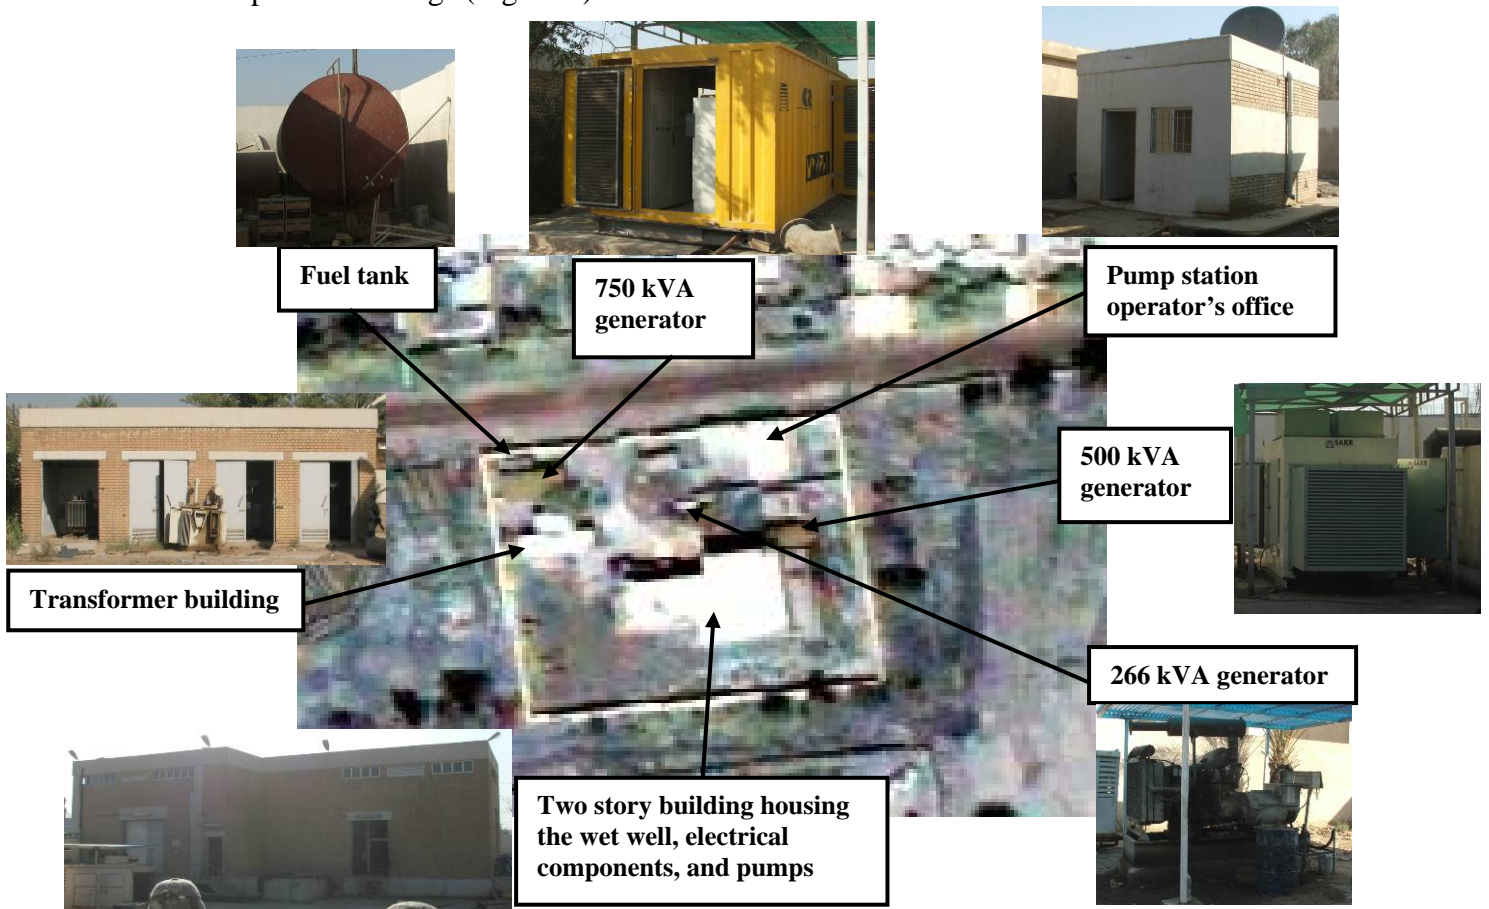 Fuel tank
750 kVA
generator
Pump station
operator's office
500 kVA
generator
SAKR
Transformer building
266 kVA generator
Two story building housing
the wet well, electrical
components, and pumps